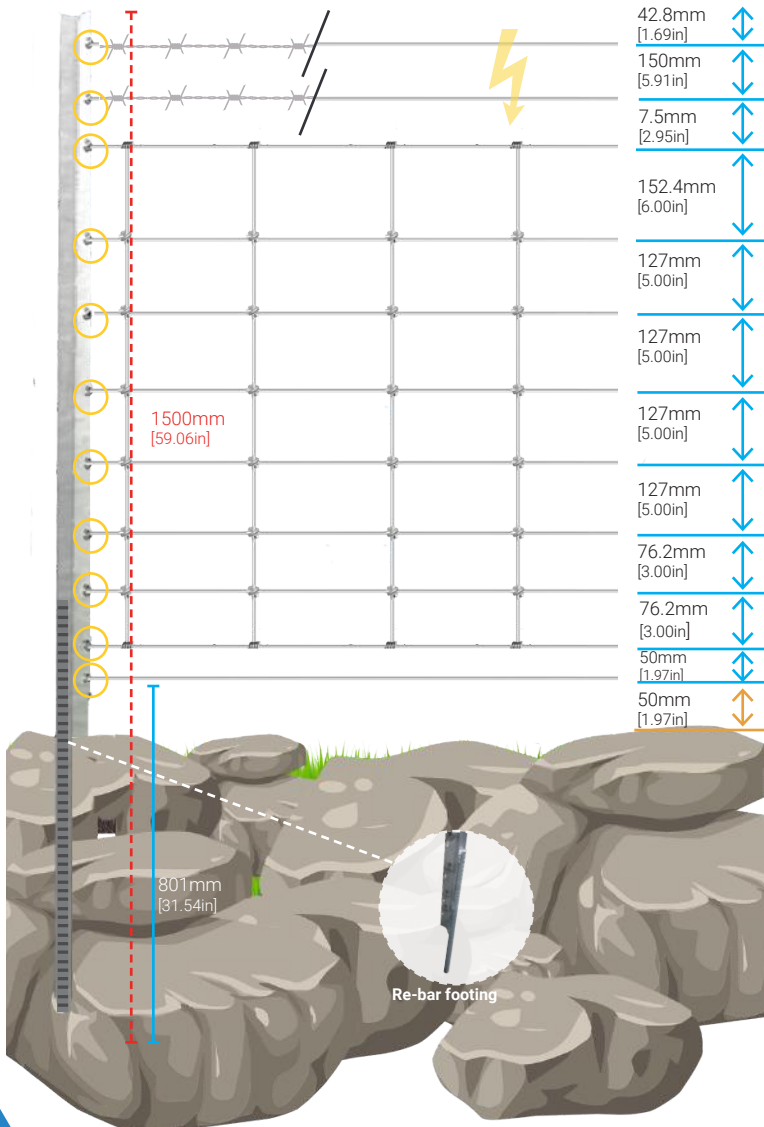 42.8mm
[1.69in]
150mm
[5.91in]
7.5mm
[2.95in]
152.4mm
[6.00in]
127mm
[5.00in]
127mm
[5.00in]
127mm
[5.00in]
127mm
[5.00in]
76.2mm
[3.00in]
76.2mm
[3.00in]
50mm
[1.97in]
50mm
[1.97in]
1500mm
[59.06in]
801mm
[31.54in]
Re-bar footing